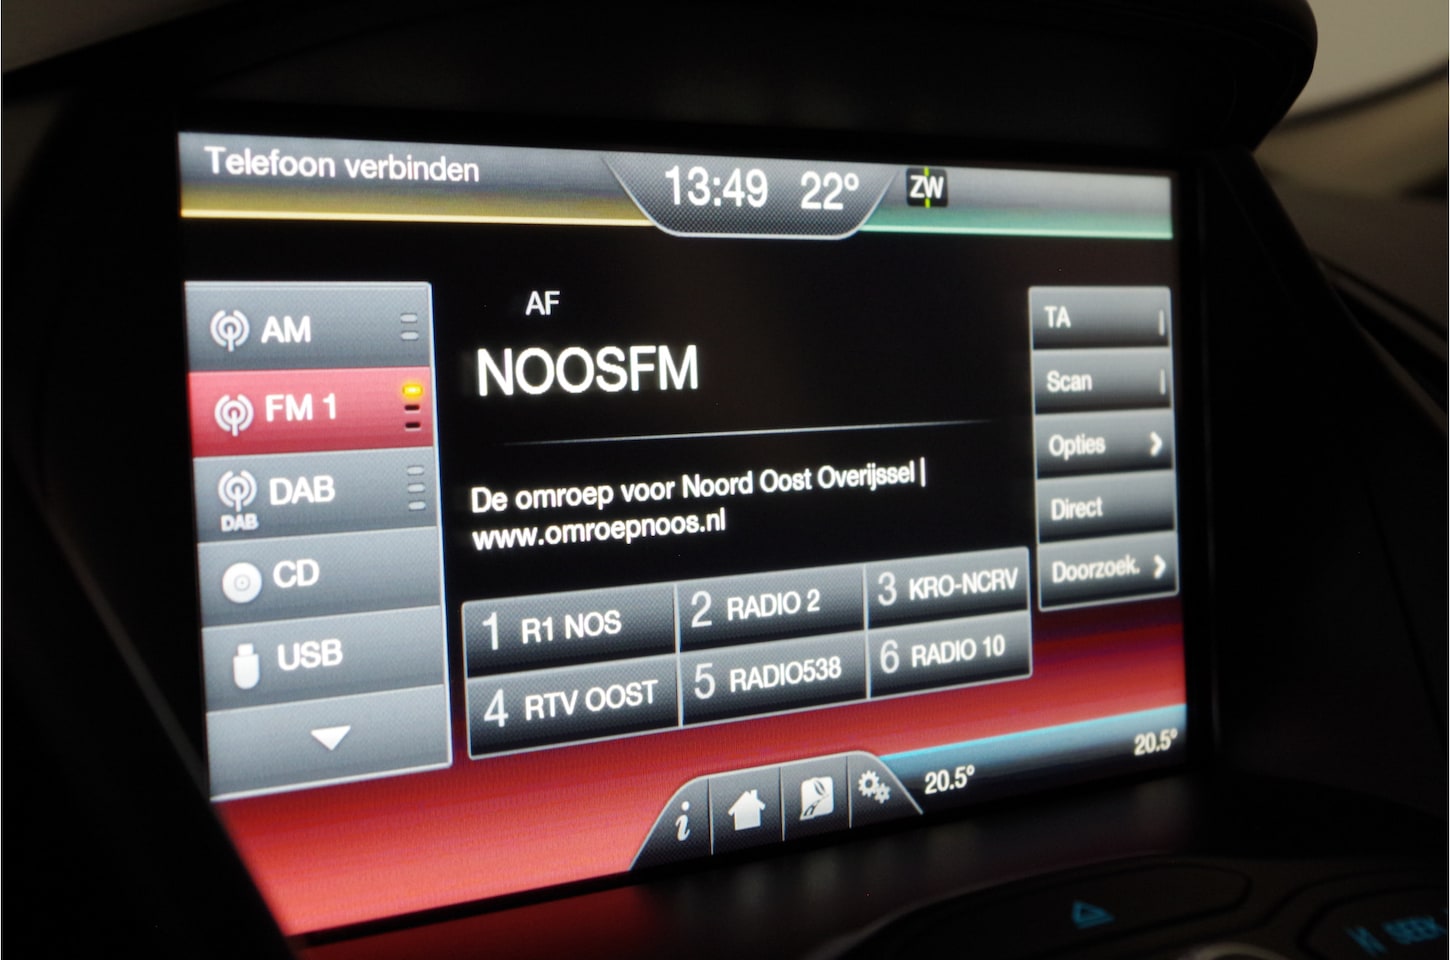 Telefoon verbinden
13:49 22° ZW
AM
FM 1
DAB
DAB
CD
USB
AF
NOOSFM
De omroep voor Noord Oost Overijssel |
www.omroepnoos.nl
1 R1 NOS
2 RADIO 2
3 KRO-NCRV
4 RTV OOST
5 RADIO538
6 RADIO 10
TA
Scan
Opties
Direct
Doorzoek.
i
20.5°
20.5°
SEEK